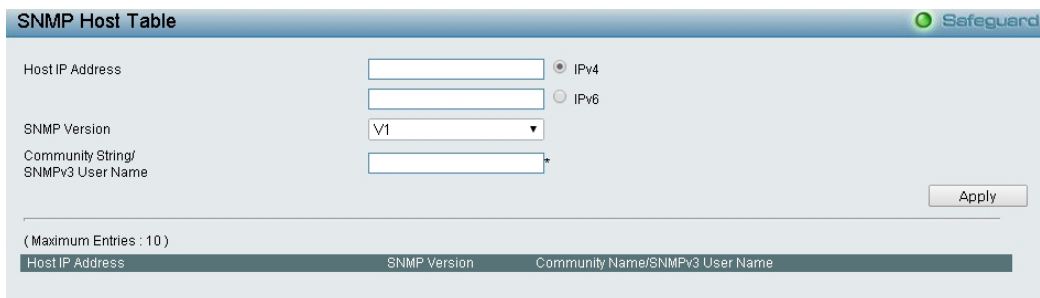 SNMP Host Table
Safeguard
Host IP Address
IPv4
IPv6
SNMP Version
V1
Community String/
SNMPv3 User Name
*
Apply
( Maximum Entries : 10 )
Host IP Address SNMP Version Community Name/SNMPv3 User Name